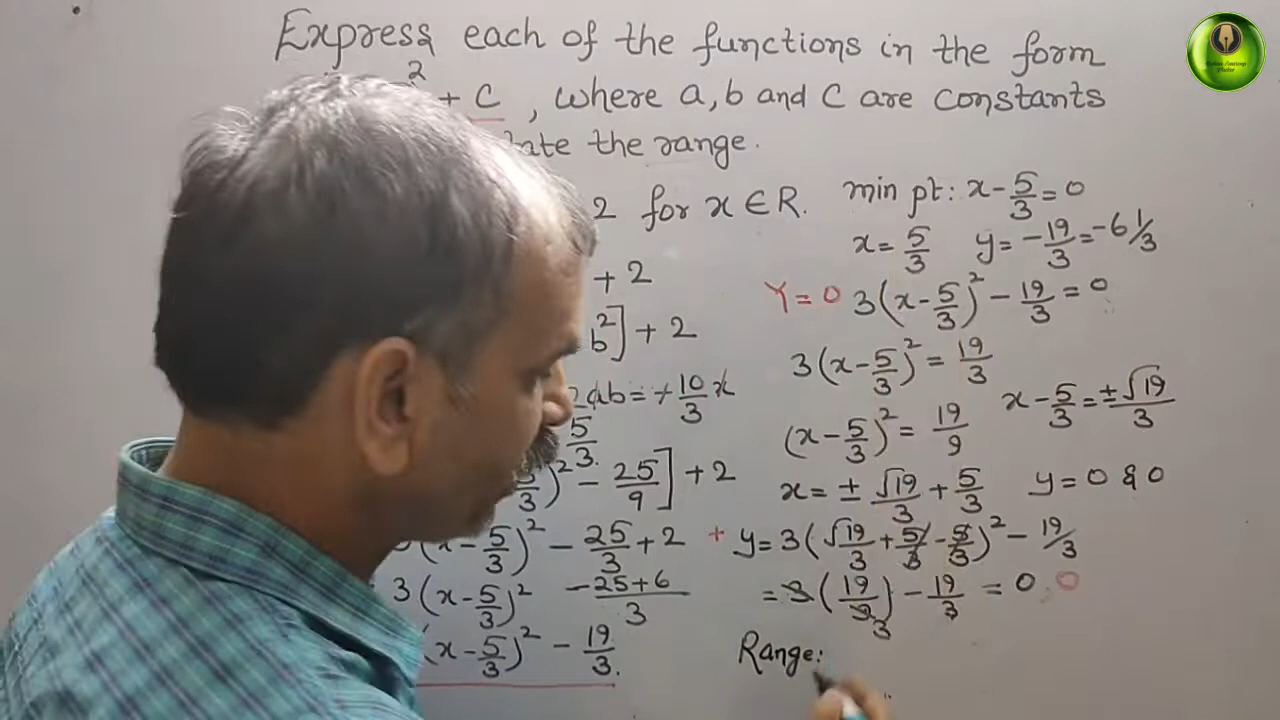 Express each of the functions in the form
2 + c, where a, b and c are constants
the range.
2 for x ∈ R.
+ 2
b²] + 2
2ab = -10/3 x
5/3.
)² - 25/9] + 2
(x - 5/3)² - 25/3 + 2
3(x - 5/3)² -25+6/3
(x - 5/3)² - 19/3.
min pt: x - 5/3 = 0
x = 5/3 y = -19/3 = -6 1/3
Y = 0 3(x - 5/3)² - 19/3 = 0
3(x - 5/3)² = 19/3
(x - 5/3)² = 19/9 x - 5/3 = ±√19/3
x = ± √19/3 + 5/3 y = 0 & 0
+ y = 3(√19/3 + 5/3 - 5/3)² - 19/3
= 3(19/9 3) - 19/3 = 0 0
Range: